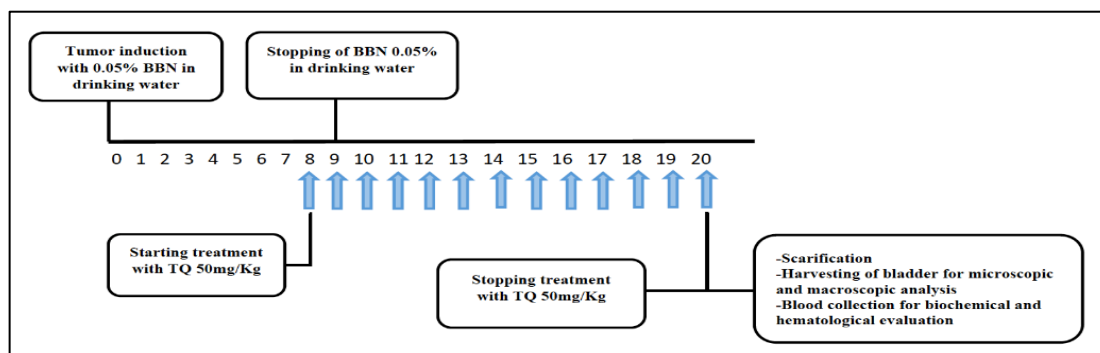 Tumor induction
with 0.05% BBN in
drinking water
Stopping of BBN 0.05%
in drinking water
0 1 2 3 4 5 6 7 8 9 10 11 12 13 14 15 16 17 18 19 20
Starting treatment
with TQ 50mg/Kg
Stopping treatment
with TQ 50mg/Kg
-Scarification
-Harvesting of bladder for microscopic
and macroscopic analysis
-Blood collection for biochemical and
hematological evaluation